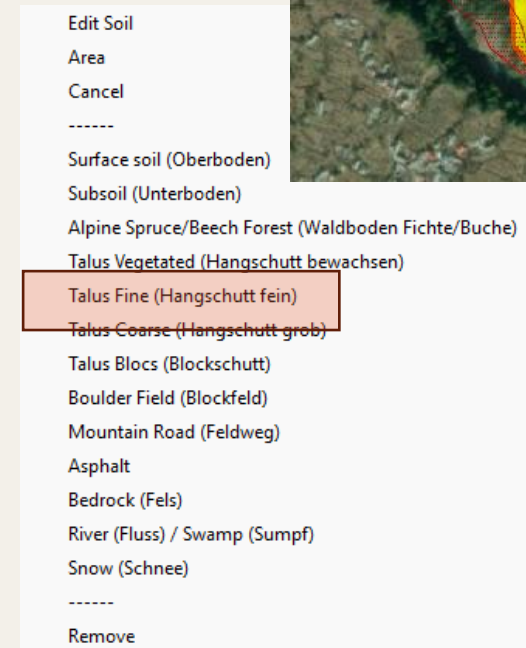 Edit Soil
Area
Cancel
------
Surface soil (Oberboden)
Subsoil (Unterboden)
Alpine Spruce/Beech Forest (Waldboden Fichte/Buche)
Talus Vegetated (Hangschutt bewachsen)
Talus Fine (Hangschutt fein)
Talus Coarse (Hangschutt grob)
Talus Blocs (Blockschutt)
Boulder Field (Blockfeld)
Mountain Road (Feldweg)
Asphalt
Bedrock (Fels)
River (Fluss) / Swamp (Sumpf)
Snow (Schnee)
------
Remove